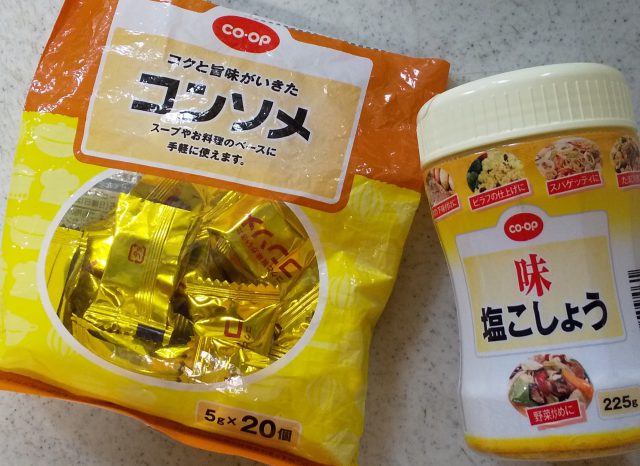 co·op
コクと旨味がいきた
コンソメ
スープやお料理のベースに
手軽に使えます。
5g×20個
ピラフの仕上げに
スパゲッティに
co·op
味
塩こしょう
野菜炒めに
225g